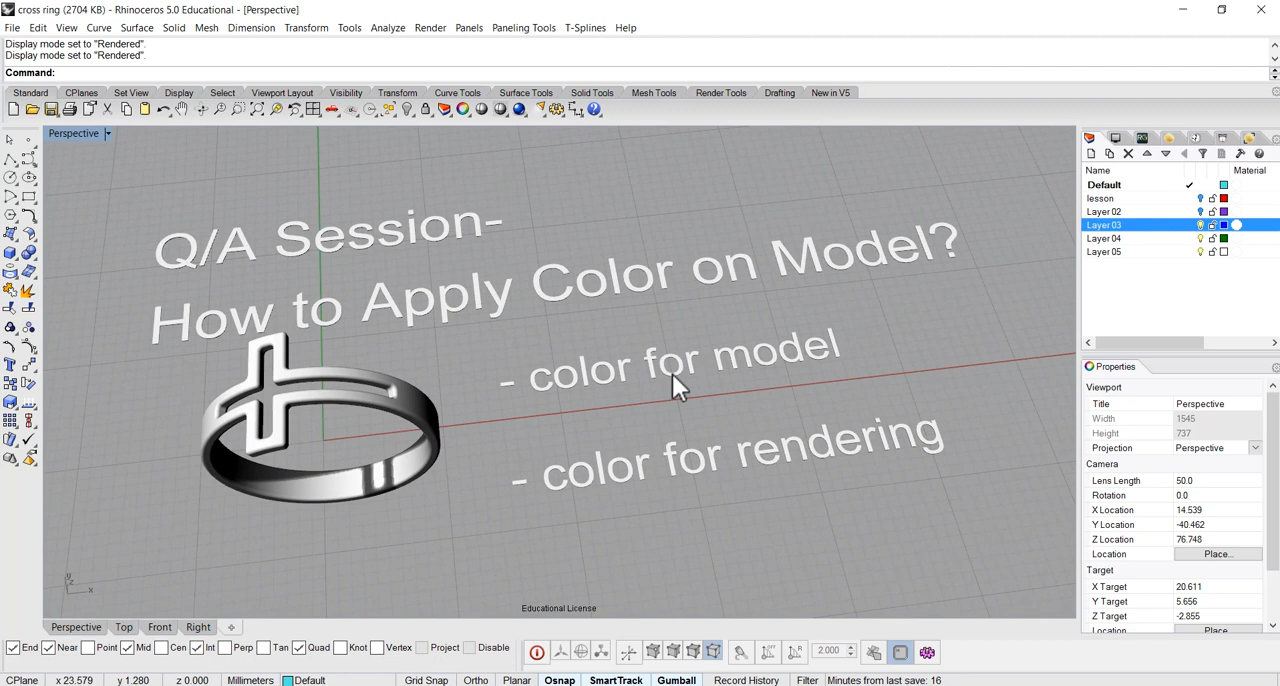 cross ring (2704 KB) - Rhinoceros 5.0 Educational - [Perspective]
File Edit View Curve Surface Solid Mesh Dimension Transform Tools Analyze Render Panels Paneling Tools T-Splines Help
Display mode set to "Rendered".
Display mode set to "Rendered".
Command:
Standard CPlanes Set View Display Select Viewport Layout Visibility Transform Curve Tools Surface Tools Solid Tools Mesh Tools Render Tools Drafting New in V5
Perspective
Name Material
Default
lesson
Layer 02
Layer 03
Layer 04
Layer 05
Q/A Session-
How to Apply Color on Model?
- color for model
- color for rendering
Properties
Viewport
Title Perspective
Width 1545
Height 737
Projection Perspective
Camera
Lens Length 50.0
Rotation 0.0
X Location 14.539
Y Location -40.462
Z Location 76.748
Location Place...
Target
X Target 20.611
Y Target 5.656
Z Target -2.855
Location Place...
z x
Educational License
Perspective Top Front Right
End Near Point Mid Cen Int Perp Tan Quad Knot Vertex Project Disable 2.000
CPlane x 23.579 y 1.280 z 0.000 Millimeters Default Grid Snap Ortho Planar Osnap SmartTrack Gumball Record History Filter Minutes from last save: 16